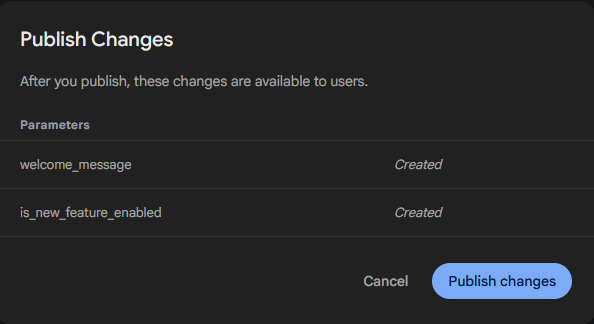 Publish Changes
After you publish, these changes are available to users.
Parameters
welcome_message Created
is_new_feature_enabled Created
Cancel Publish changes